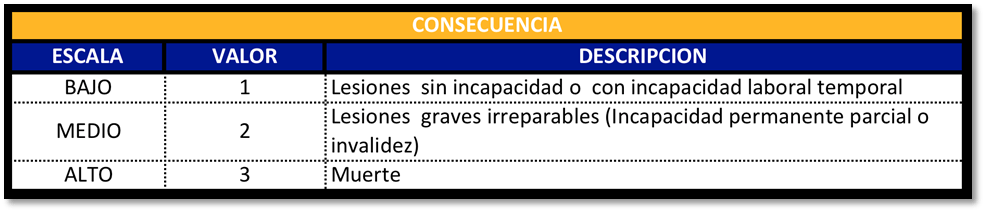 CONSECUENCIA
ESCALA VALOR DESCRIPCION
BAJO 1 Lesiones sin incapacidad o con incapacidad laboral temporal
MEDIO 2 Lesiones graves irreparables (Incapacidad permanente parcial o
invalidez)
ALTO 3 Muerte